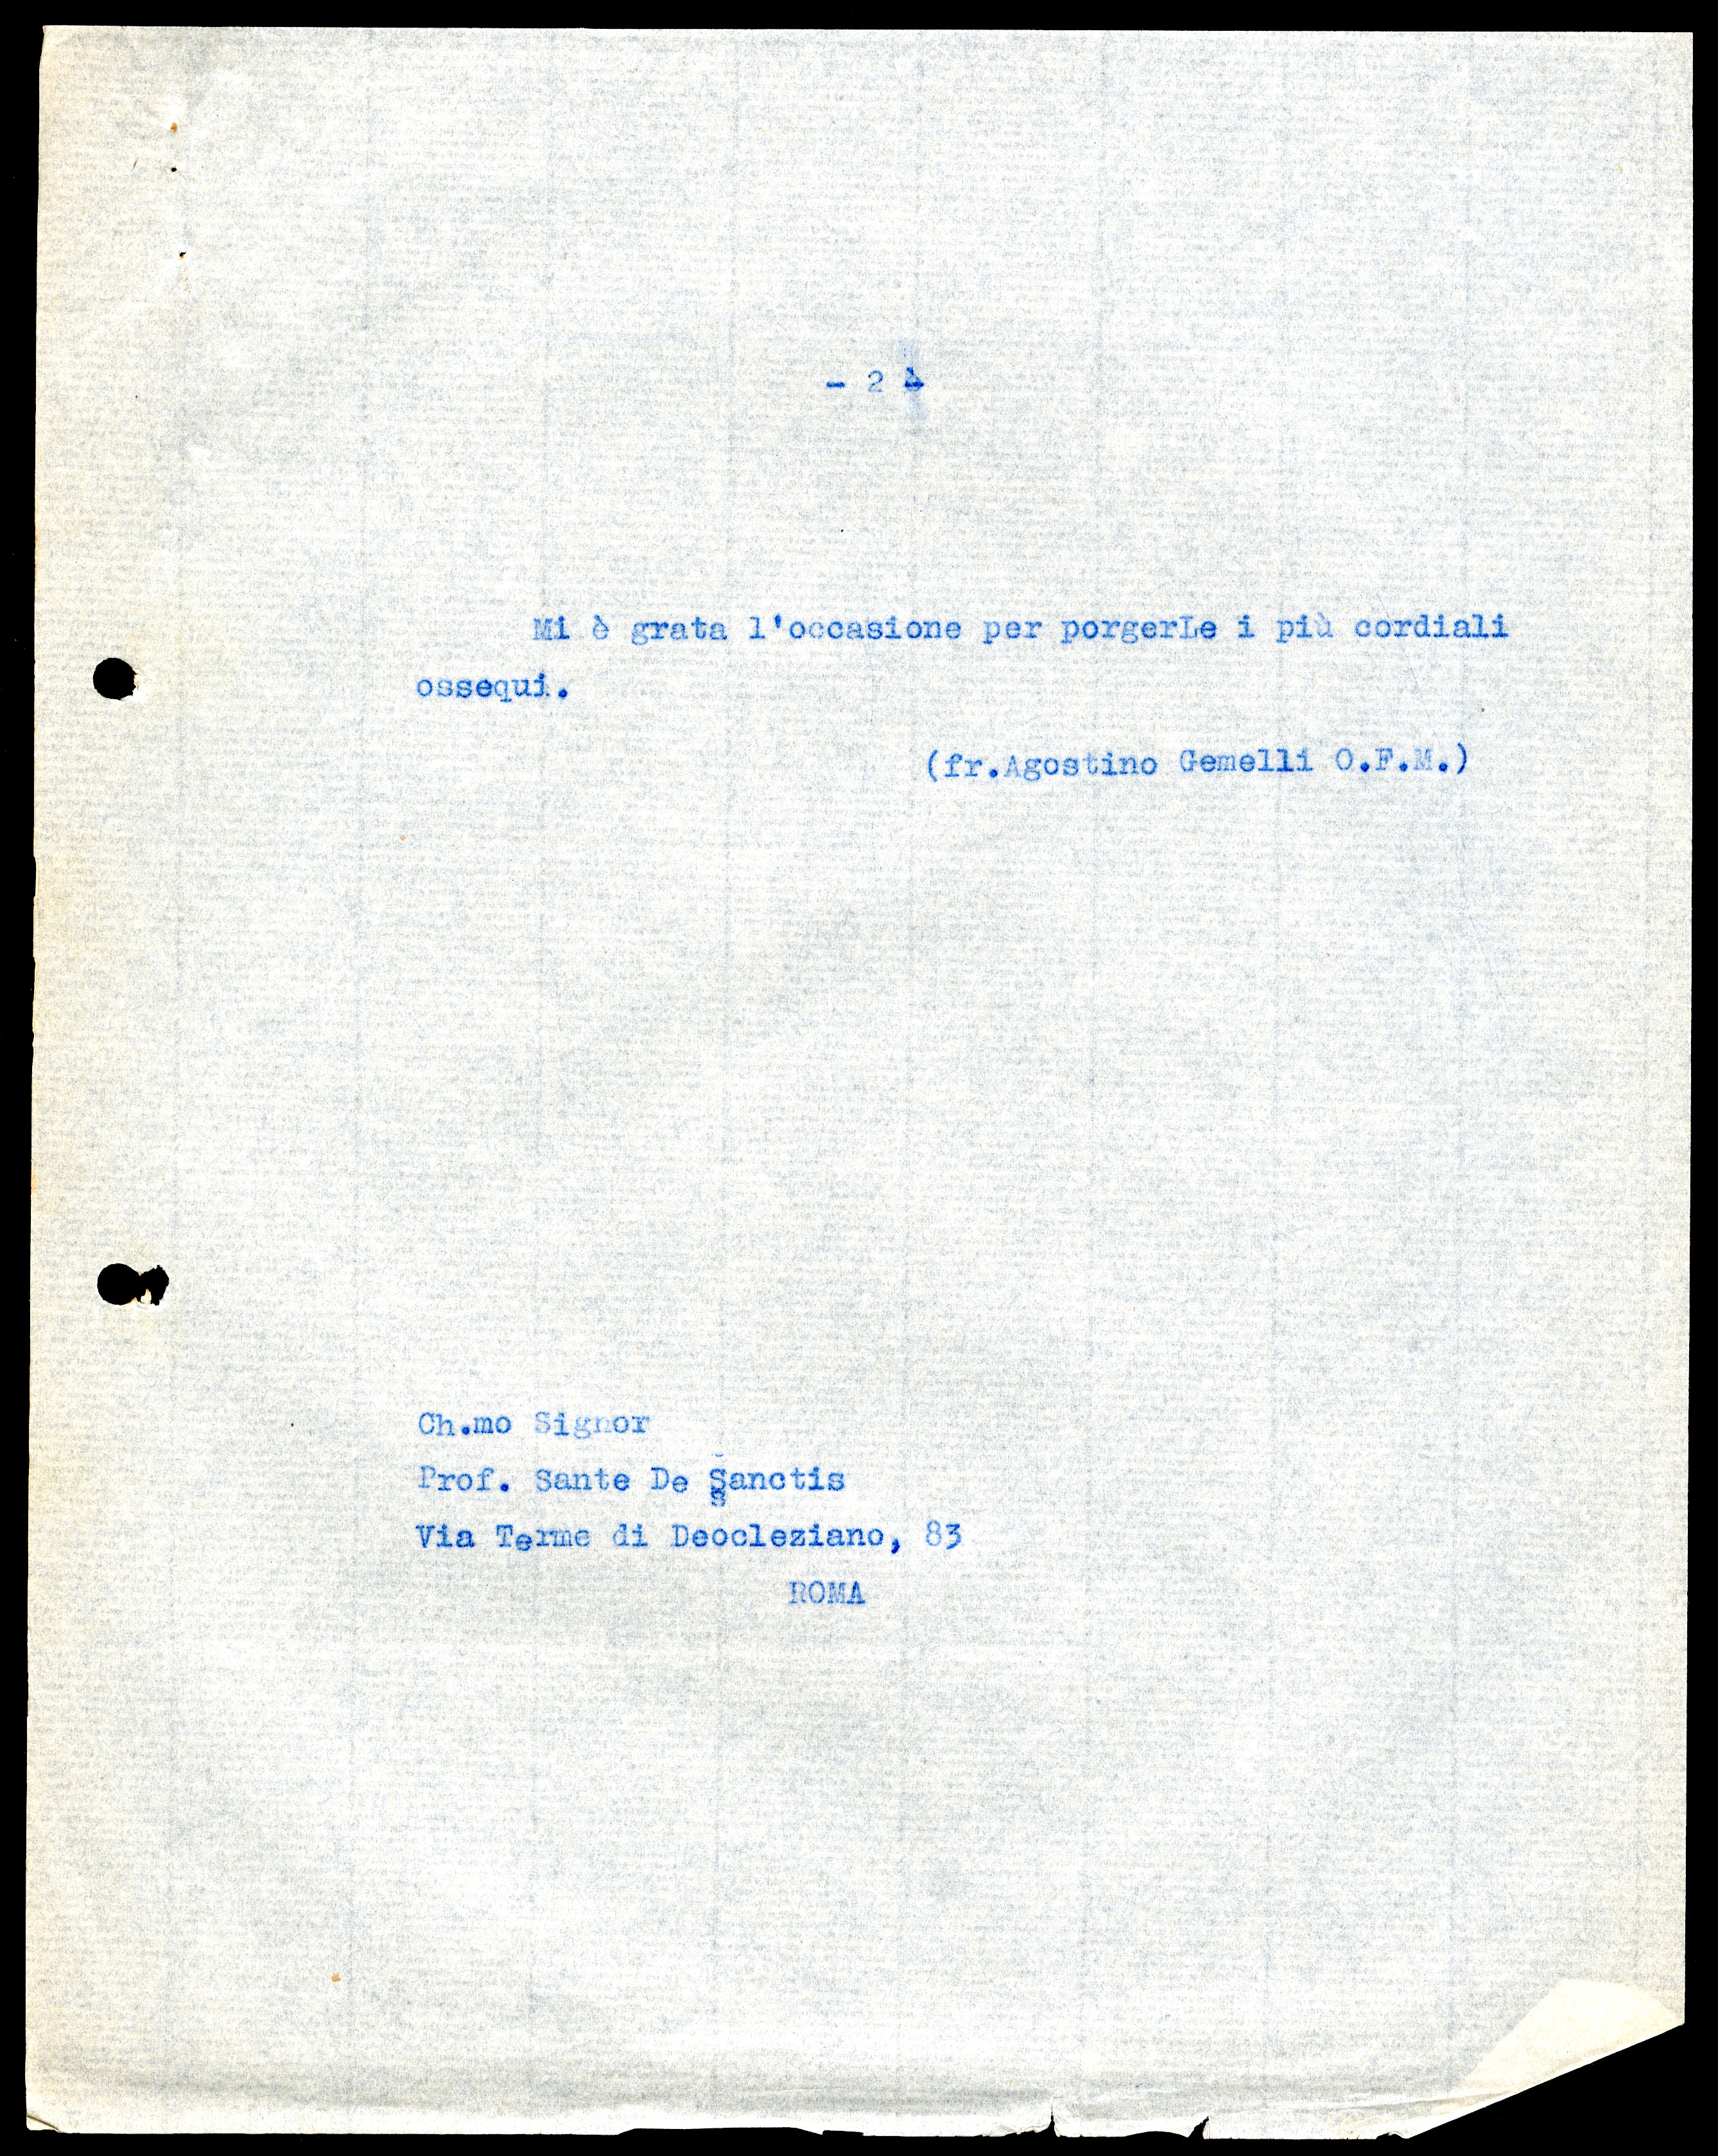 - 2 -
Mi è grata l'occasione per porgerLe i più cordiali
ossequi.
(fr.Agostino Gemelli O.F.M.)
Ch.mo Signor
Prof. Sante De Sanctis
Via Terme di Deocleziano, 83
ROMA